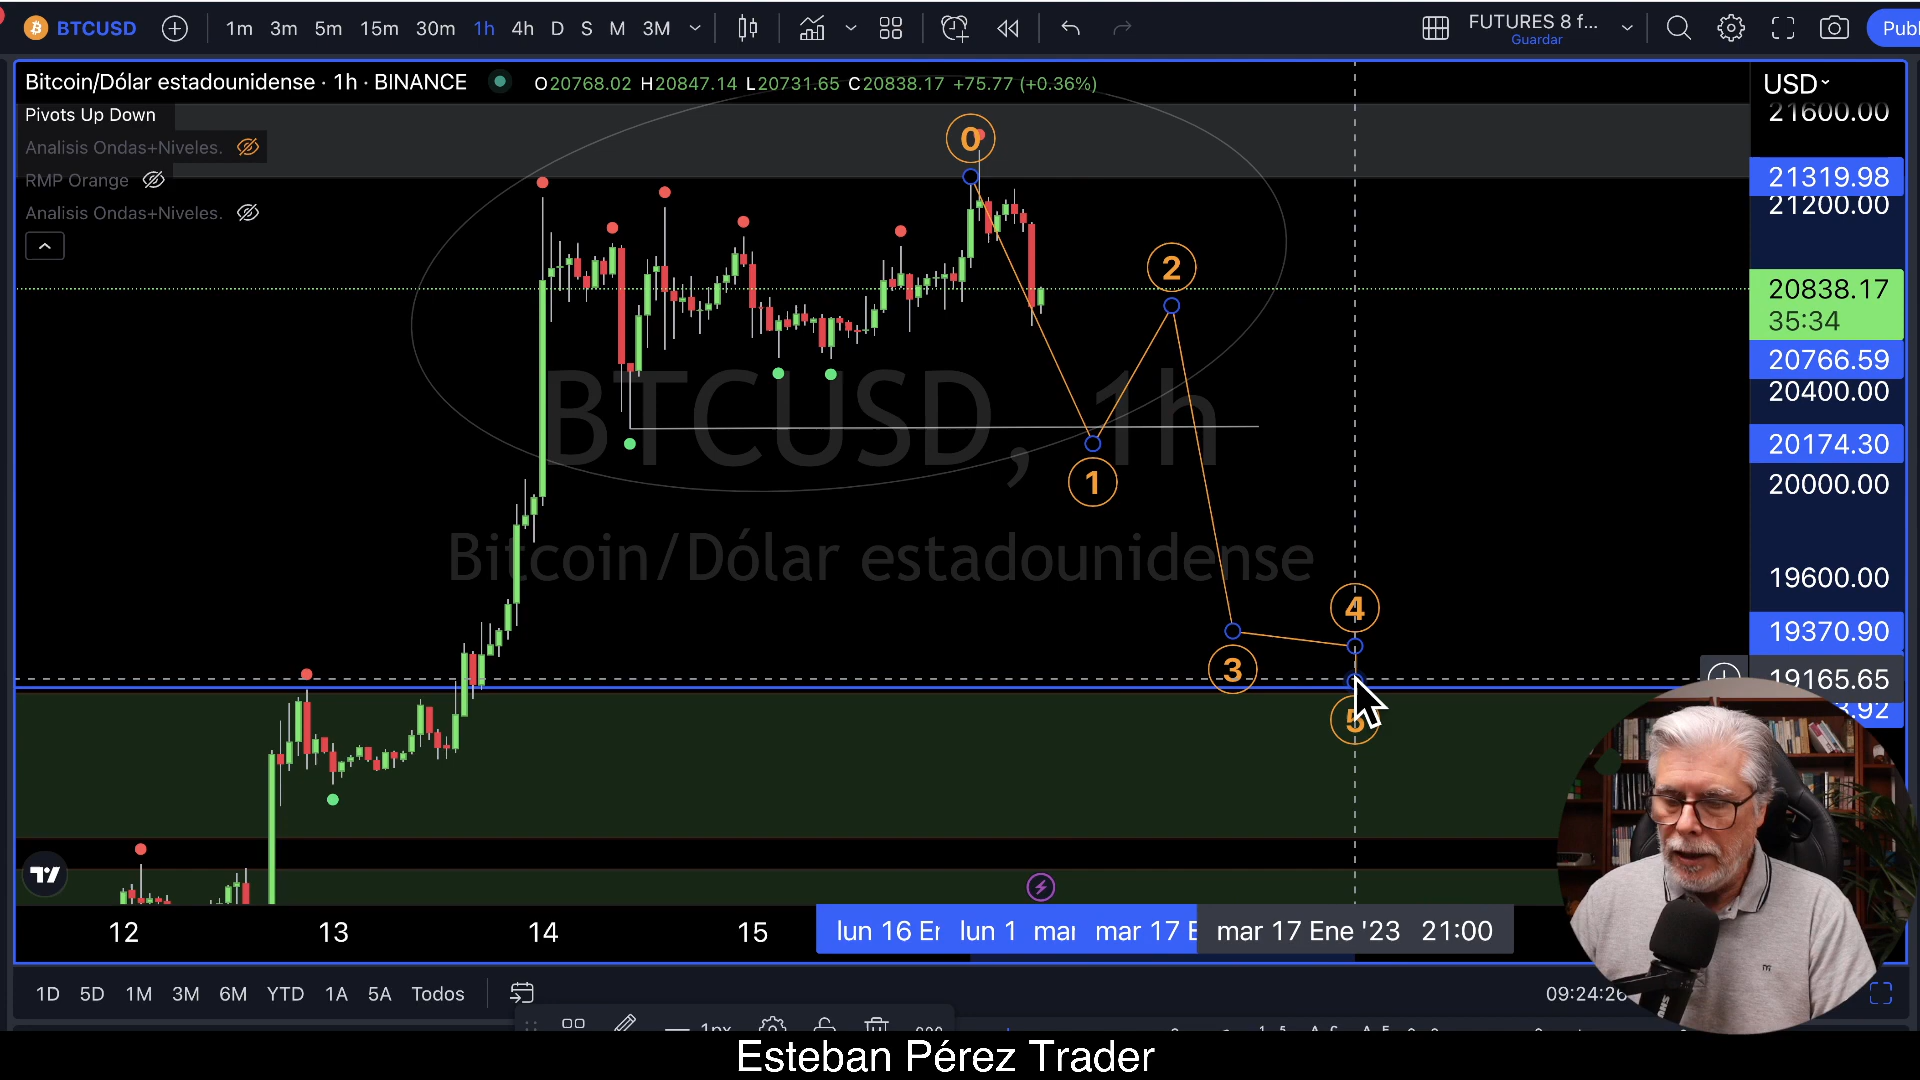 BTCUSD 1m 3m 5m 15m 30m 1h 4h D S M 3M FUTURES 8 f... Guardar
Bitcoin/Dólar estadounidense · 1h · BINANCE O20768.02 H20847.14 L20731.65 C20838.17 +75.77 (+0.36%)
USD
Pivots Up Down
Analisis Ondas+Niveles.
RMP Orange
Analisis Ondas+Niveles.
21600.00
21319.98
21200.00
20838.17
35:34
20766.59
20400.00
20174.30
20000.00
19600.00
19370.90
19165.65
0
2
1
4
3
5
BTCUSD, 1h
Bitcoin/Dólar estadounidense
12 13 14 15 lun 16 lun 1 mar 17 mar 17 Ene '23 21:00
1D 5D 1M 3M 6M YTD 1A 5A Todos 09:24:26
Esteban Pérez Trader